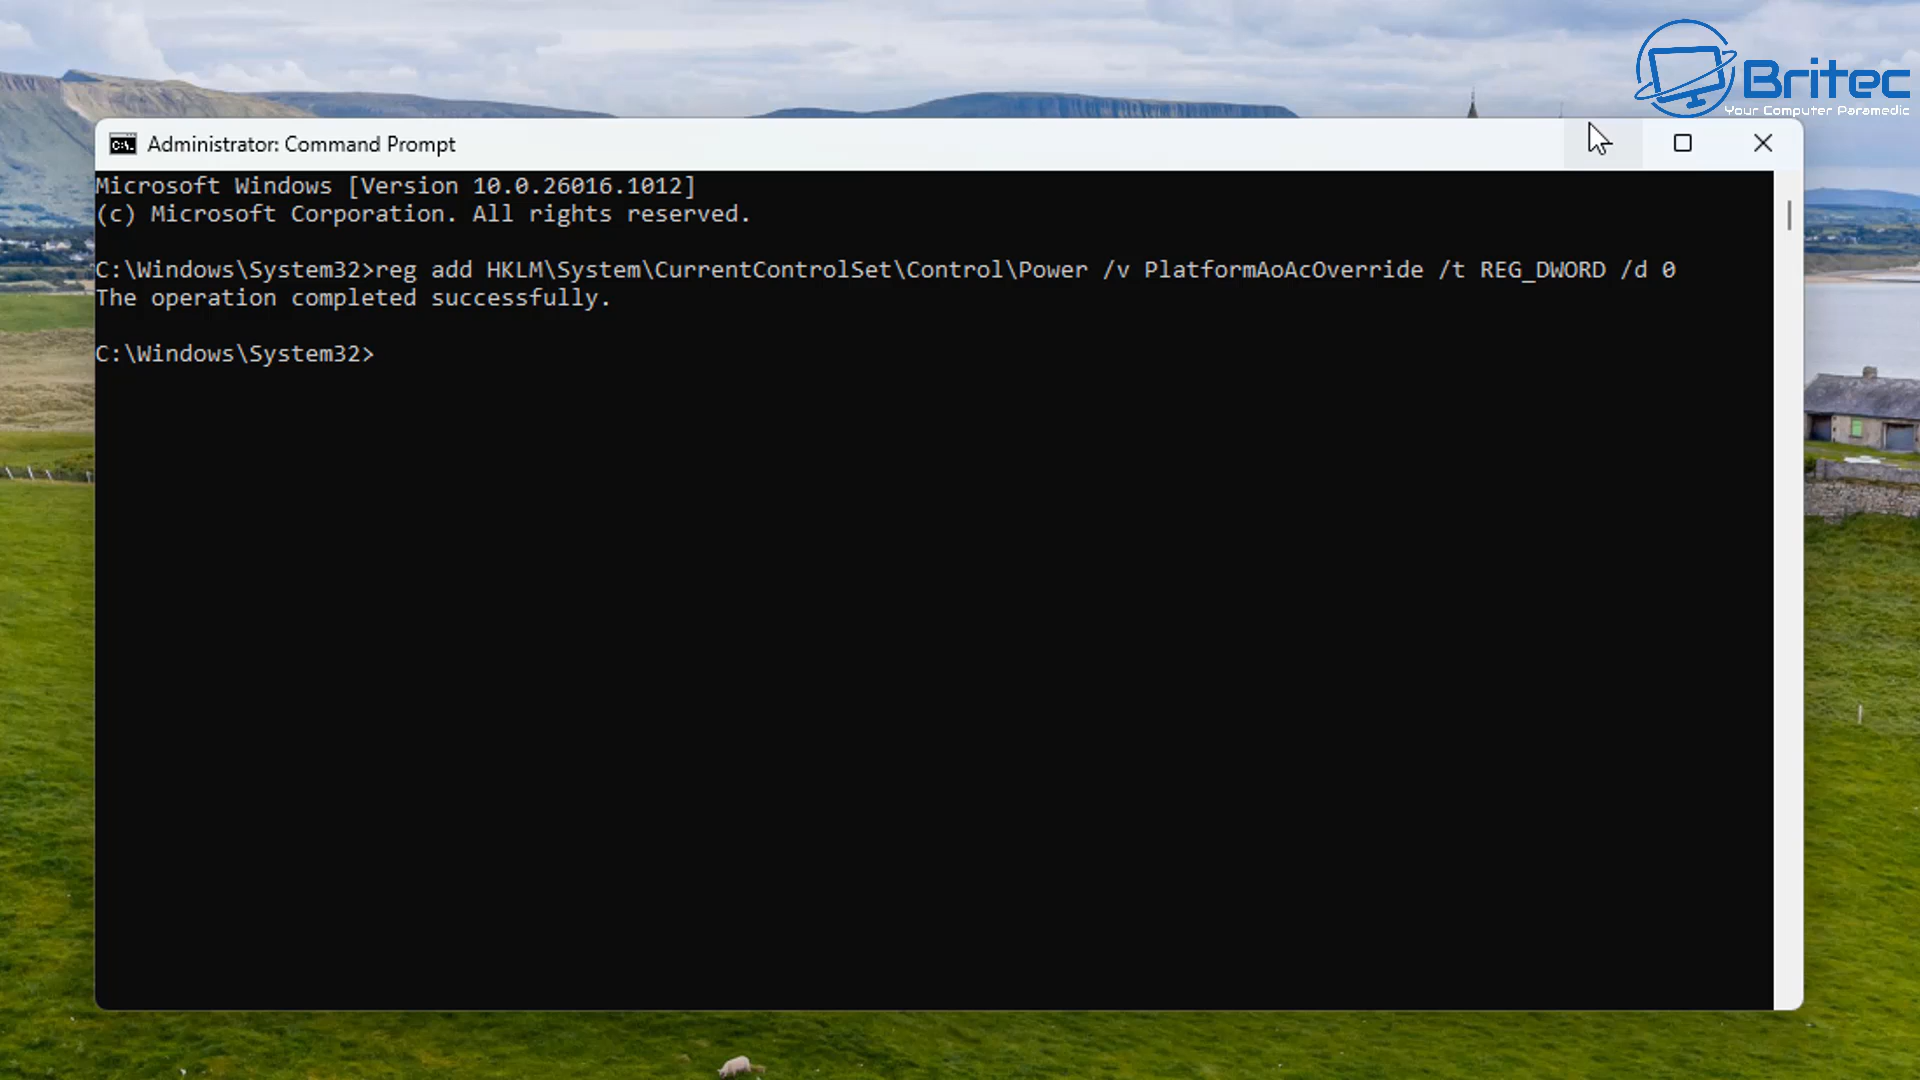 Britec
Your Computer Paramedic
Administrator: Command Prompt
Microsoft Windows [Version 10.0.26016.1012]
(c) Microsoft Corporation. All rights reserved.
C:\Windows\System32>reg add HKLM\System\CurrentControlSet\Control\Power /v PlatformAoAcOverride /t REG_DWORD /d 0
The operation completed successfully.
C:\Windows\System32>